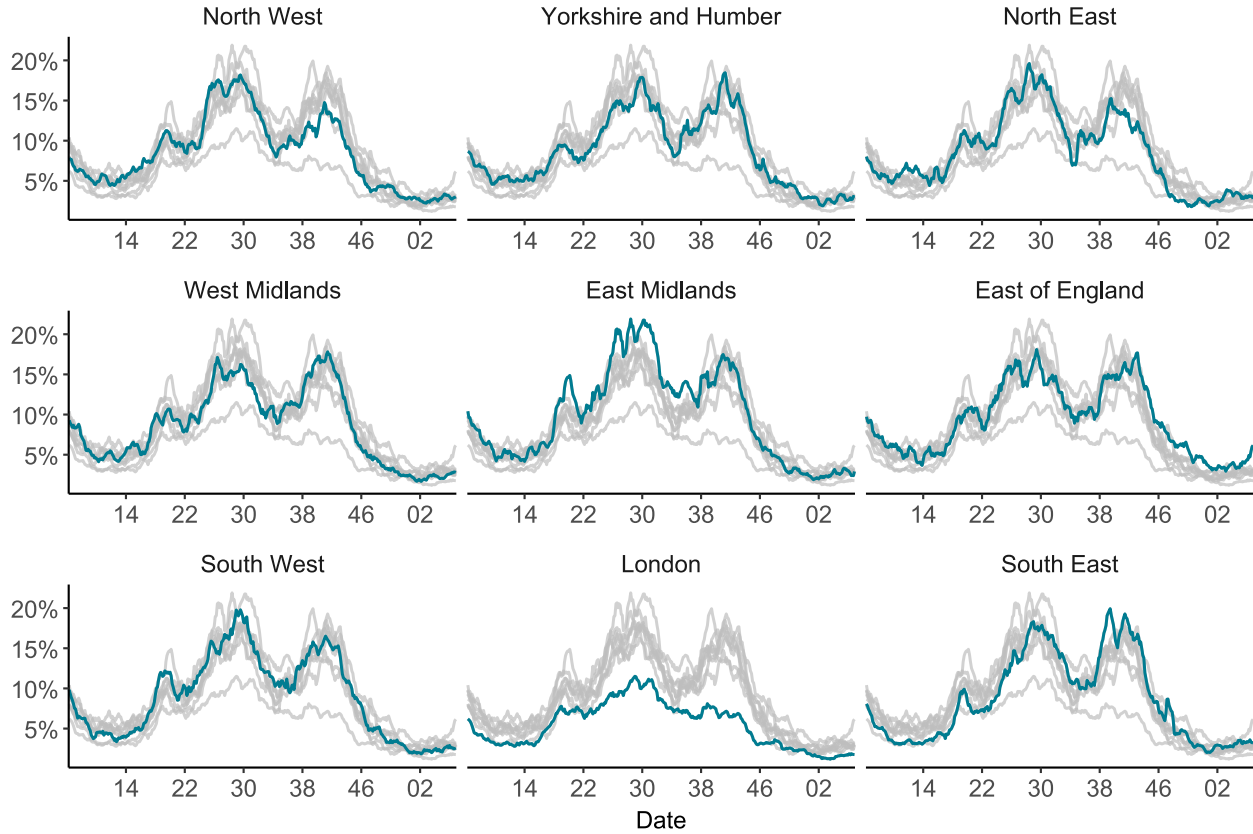 North West Yorkshire and Humber North East
20%
15%
10%
5%
14 22 30 38 46 02 14 22 30 38 46 02 14 22 30 38 46 02
West Midlands East Midlands East of England
20%
15%
10%
5%
14 22 30 38 46 02 14 22 30 38 46 02 14 22 30 38 46 02
South West London South East
20%
15%
10%
5%
14 22 30 38 46 02 14 22 30 38 46 02 14 22 30 38 46 02
Date